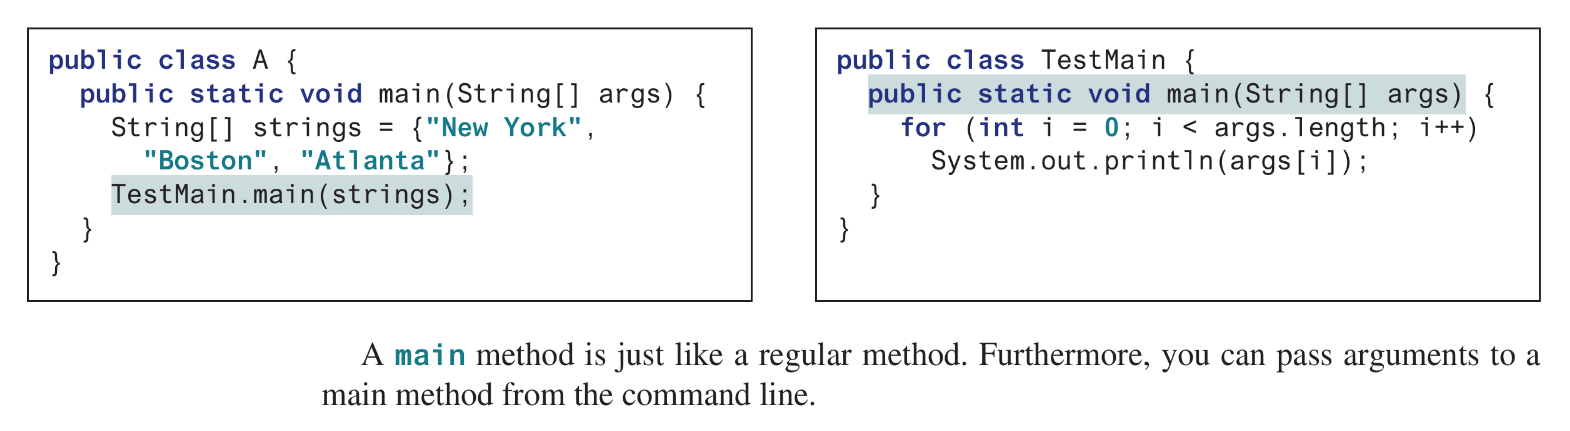 public class A {
public static void main(String[] args) {
String[] strings = {"New York",
"Boston", "Atlanta"};
TestMain.main(strings);
}
}
public class TestMain {
public static void main(String[] args) {
for (int i = 0; i < args.length; i++)
System.out.println(args[i]);
}
}
A main method is just like a regular method. Furthermore, you can pass arguments to a
main method from the command line.